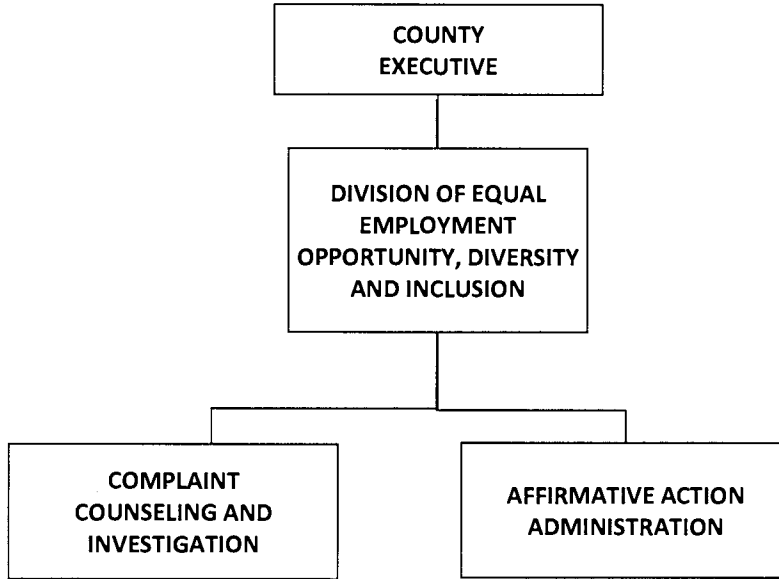 COUNTY
EXECUTIVE
DIVISION OF EQUAL
EMPLOYMENT
OPPORTUNITY, DIVERSITY
AND INCLUSION
COMPLAINT
COUNSELING AND
INVESTIGATION
AFFIRMATIVE ACTION
ADMINISTRATION